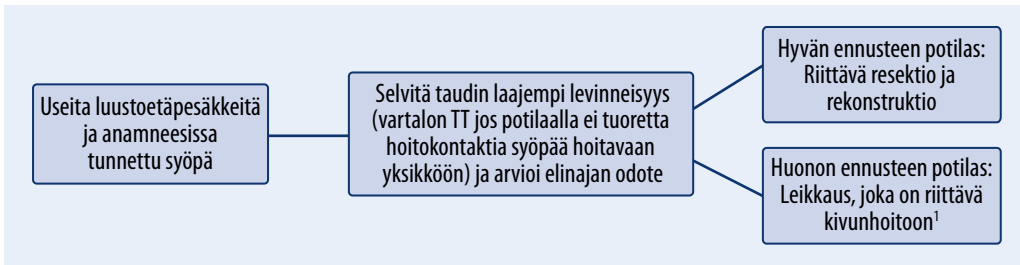 Useita luustoetäpesäkkeitä
ja anamneesissa
tunnettu syöpä
Selvitä taudin laajempi levinneisyys
(vartalon TT jos potilaalla ei tuoretta
hoitokontaktia syöpää hoitavaan
yksikköön) ja arvioi elinajan odote
Hyvän ennusteen potilas:
Riittävä resektio ja
rekonstruktio
Huonon ennusteen potilas:
Leikkaus, joka on riittävä
kivunhoitoon¹